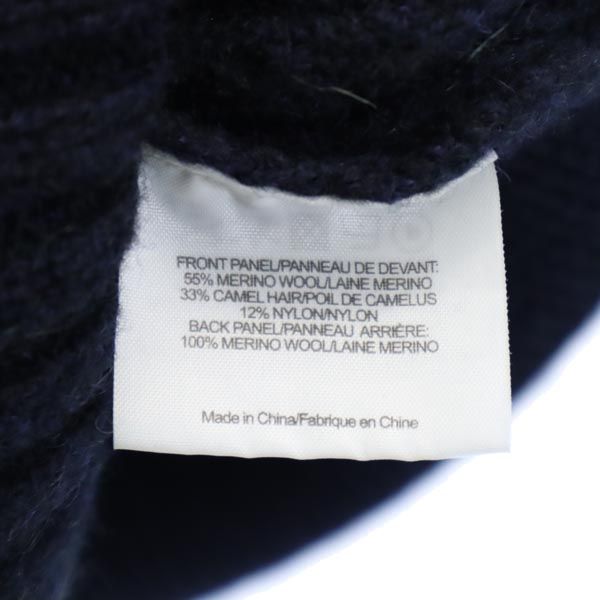 FRONT PANEL/PANNEAU DE DEVANT:
55% MERINO WOOL/LAINE MERINO
33% CAMEL HAIR/POIL DE CAMELUS
12% NYLON/NYLON
BACK PANEL/PANNEAU ARRIÈRE:
100% MERINO WOOL/LAINE MERINO
Made in China/Fabrique en Chine